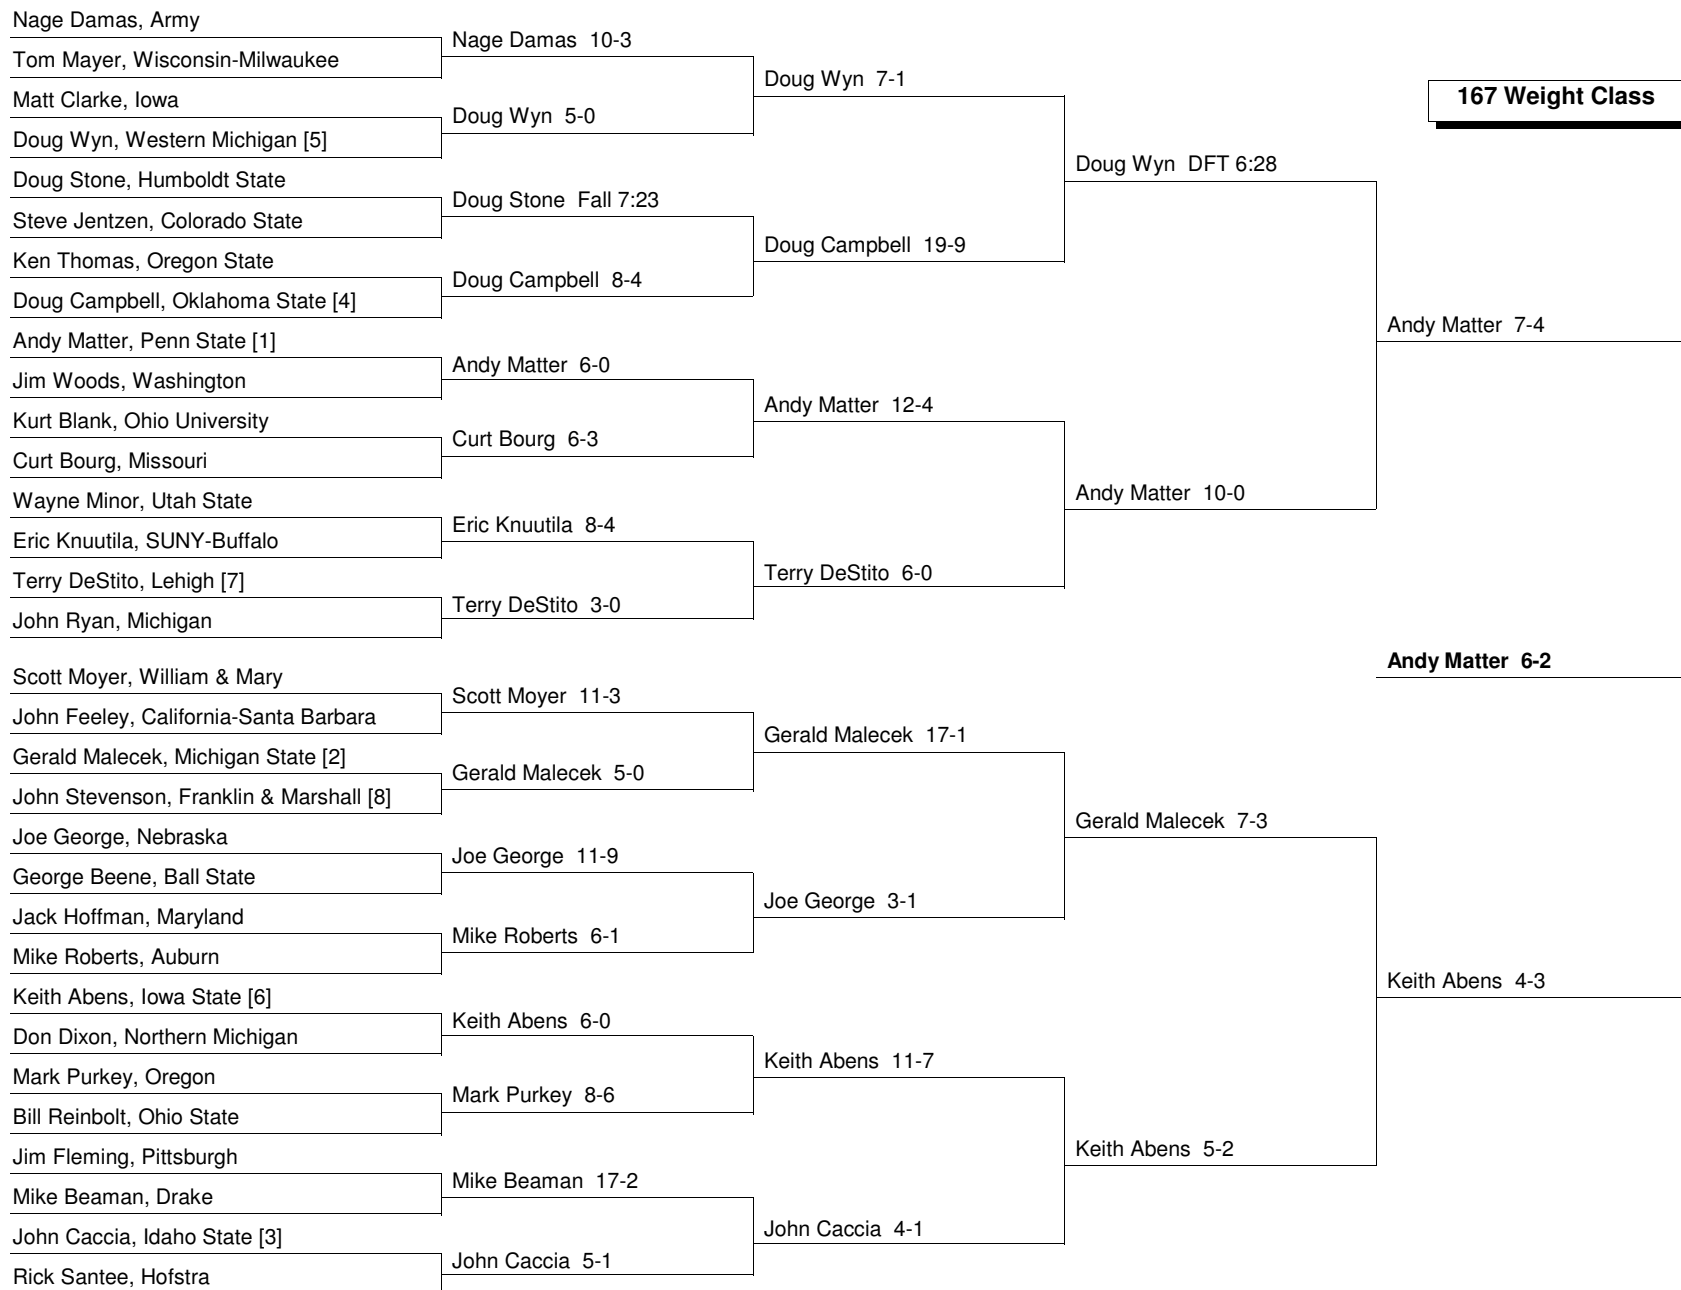 Nage Damas, Army
Tom Mayer, Wisconsin-Milwaukee
Matt Clarke, Iowa
Doug Wyn, Western Michigan [5]
Doug Stone, Humboldt State
Steve Jentzen, Colorado State
Ken Thomas, Oregon State
Doug Campbell, Oklahoma State [4]
Andy Matter, Penn State [1]
Jim Woods, Washington
Kurt Blank, Ohio University
Curt Bourg, Missouri
Wayne Minor, Utah State
Eric Knuutila, SUNY-Buffalo
Terry DeStito, Lehigh [7]
John Ryan, Michigan
Scott Moyer, William & Mary
John Feeley, California-Santa Barbara
Gerald Malecek, Michigan State [2]
John Stevenson, Franklin & Marshall [8]
Joe George, Nebraska
George Beene, Ball State
Jack Hoffman, Maryland
Mike Roberts, Auburn
Keith Abens, Iowa State [6]
Don Dixon, Northern Michigan
Mark Purkey, Oregon
Bill Reinbolt, Ohio State
Jim Fleming, Pittsburgh
Mike Beaman, Drake
John Caccia, Idaho State [3]
Rick Santee, Hofstra
Nage Damas 10-3
Doug Wyn 5-0
Doug Stone Fall 7:23
Doug Campbell 8-4
Andy Matter 6-0
Curt Bourg 6-3
Eric Knuutila 8-4
Terry DeStito 3-0
Scott Moyer 11-3
Gerald Malecek 5-0
Joe George 11-9
Mike Roberts 6-1
Keith Abens 6-0
Mark Purkey 8-6
Mike Beaman 17-2
John Caccia 5-1
Doug Wyn 7-1
Doug Campbell 19-9
Andy Matter 12-4
Terry DeStito 6-0
Gerald Malecek 17-1
Joe George 3-1
Keith Abens 11-7
John Caccia 4-1
Doug Wyn DFT 6:28
Andy Matter 10-0
Gerald Malecek 7-3
Keith Abens 5-2
167 Weight Class
Andy Matter 7-4
Andy Matter 6-2
Keith Abens 4-3